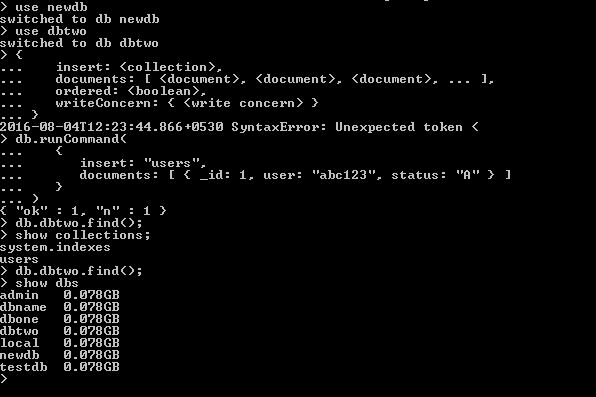 > use newdb
switched to db newdb
> use dbtwo
switched to db dbtwo
> {
...     insert: <collection>,
...     documents: [ <document>, <document>, <document>, ... ],
...     ordered: <boolean>,
...     writeConcern: { <write concern> }
... }
2016-08-04T12:23:44.866+0530 SyntaxError: Unexpected token <
> db.runCommand(
...     {
...        insert: "users",
...        documents: [ { _id: 1, user: "abc123", status: "A" } ]
...     }
... )
{ "ok" : 1, "n" : 1 }
> db.dbtwo.find();
> show collections;
system.indexes
users
> db.dbtwo.find();
> show dbs
admin   0.078GB
dbname  0.078GB
dbone   0.078GB
dbtwo   0.078GB
local   0.078GB
newdb   0.078GB
testdb  0.078GB
>